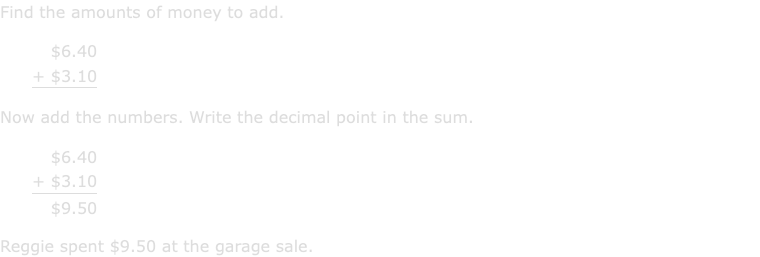 Find the amounts of money to add.
$6.40
+ $3.10
Now add the numbers. Write the decimal point in the sum.
$6.40
+ $3.10
$9.50
Reggie spent $9.50 at the garage sale.